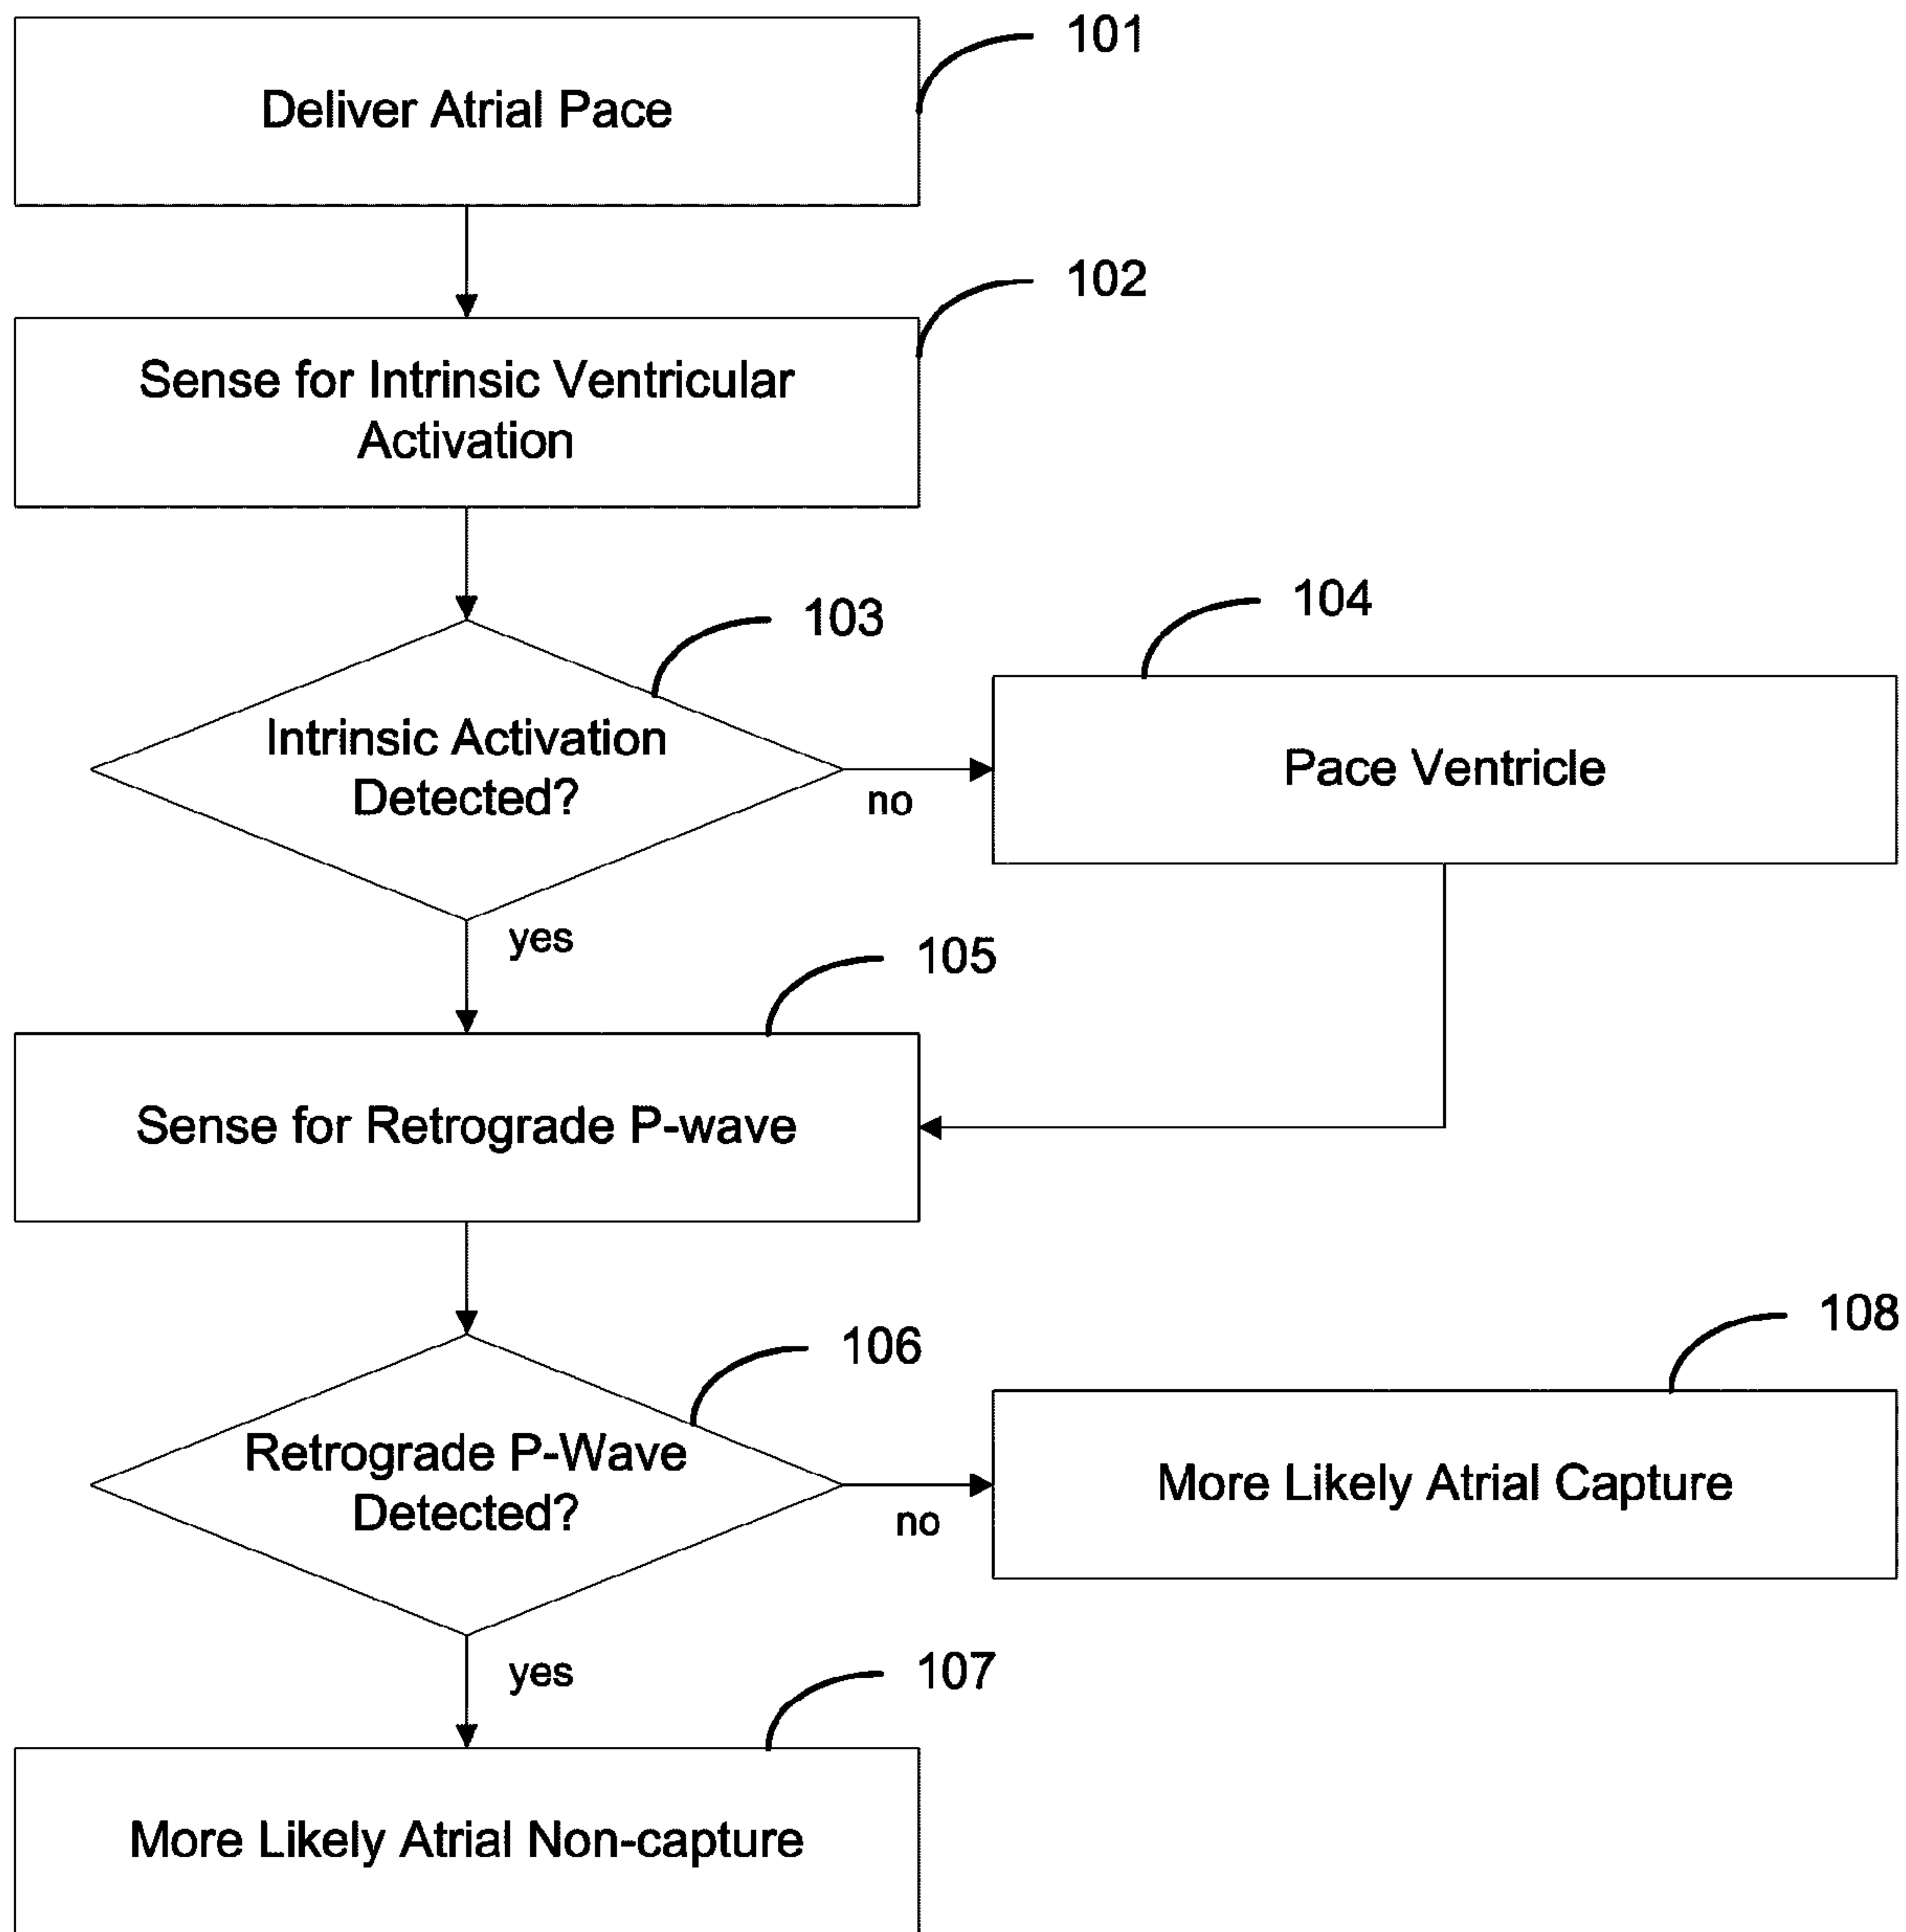 101
Deliver Atrial Pace
102
Sense for Intrinsic Ventricular
Activation
103
Intrinsic Activation
Detected?
no
104
Pace Ventricle
yes
105
Sense for Retrograde P-wave
106
Retrograde P-Wave
Detected?
no
108
More Likely Atrial Capture
yes
107
More Likely Atrial Non-capture